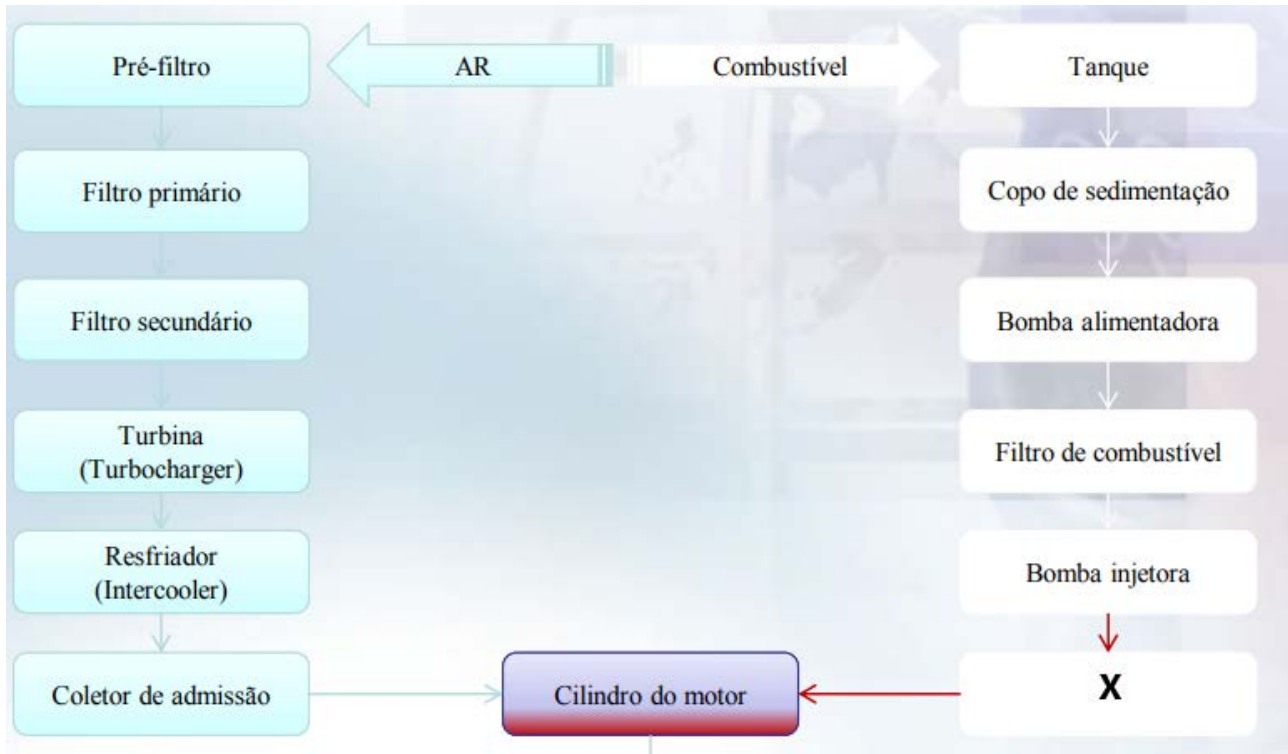 Pré-filtro
AR
Combustível
Tanque
Filtro primário
Copo de sedimentação
Filtro secundário
Bomba alimentadora
Turbina
(Turbocharger)
Filtro de combustível
Resfriador
(Intercooler)
Bomba injetora
Coletor de admissão
Cilindro do motor
X